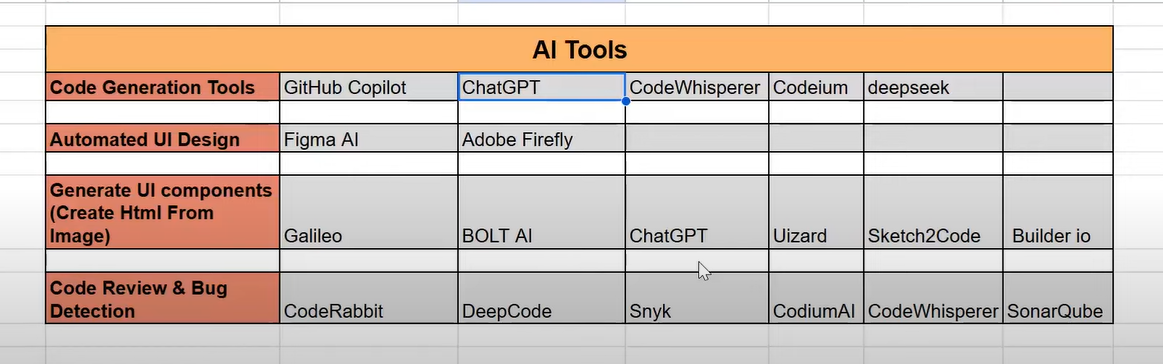 AI Tools
Code Generation Tools GitHub Copilot ChatGPT CodeWhisperer Codeium deepseek
Automated UI Design Figma AI Adobe Firefly
Generate UI components
(Create Html From
Image) Galileo BOLT AI ChatGPT Uizard Sketch2Code Builder io
Code Review & Bug
Detection CodeRabbit DeepCode Snyk CodiumAI CodeWhisperer SonarQube